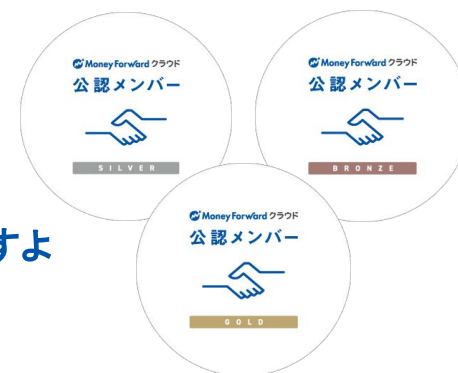 Money Forward クラウド
公認メンバー
SILVER
Money Forward クラウド
公認メンバー
BRONZE
すよ
Money Forward クラウド
公認メンバー
GOLD